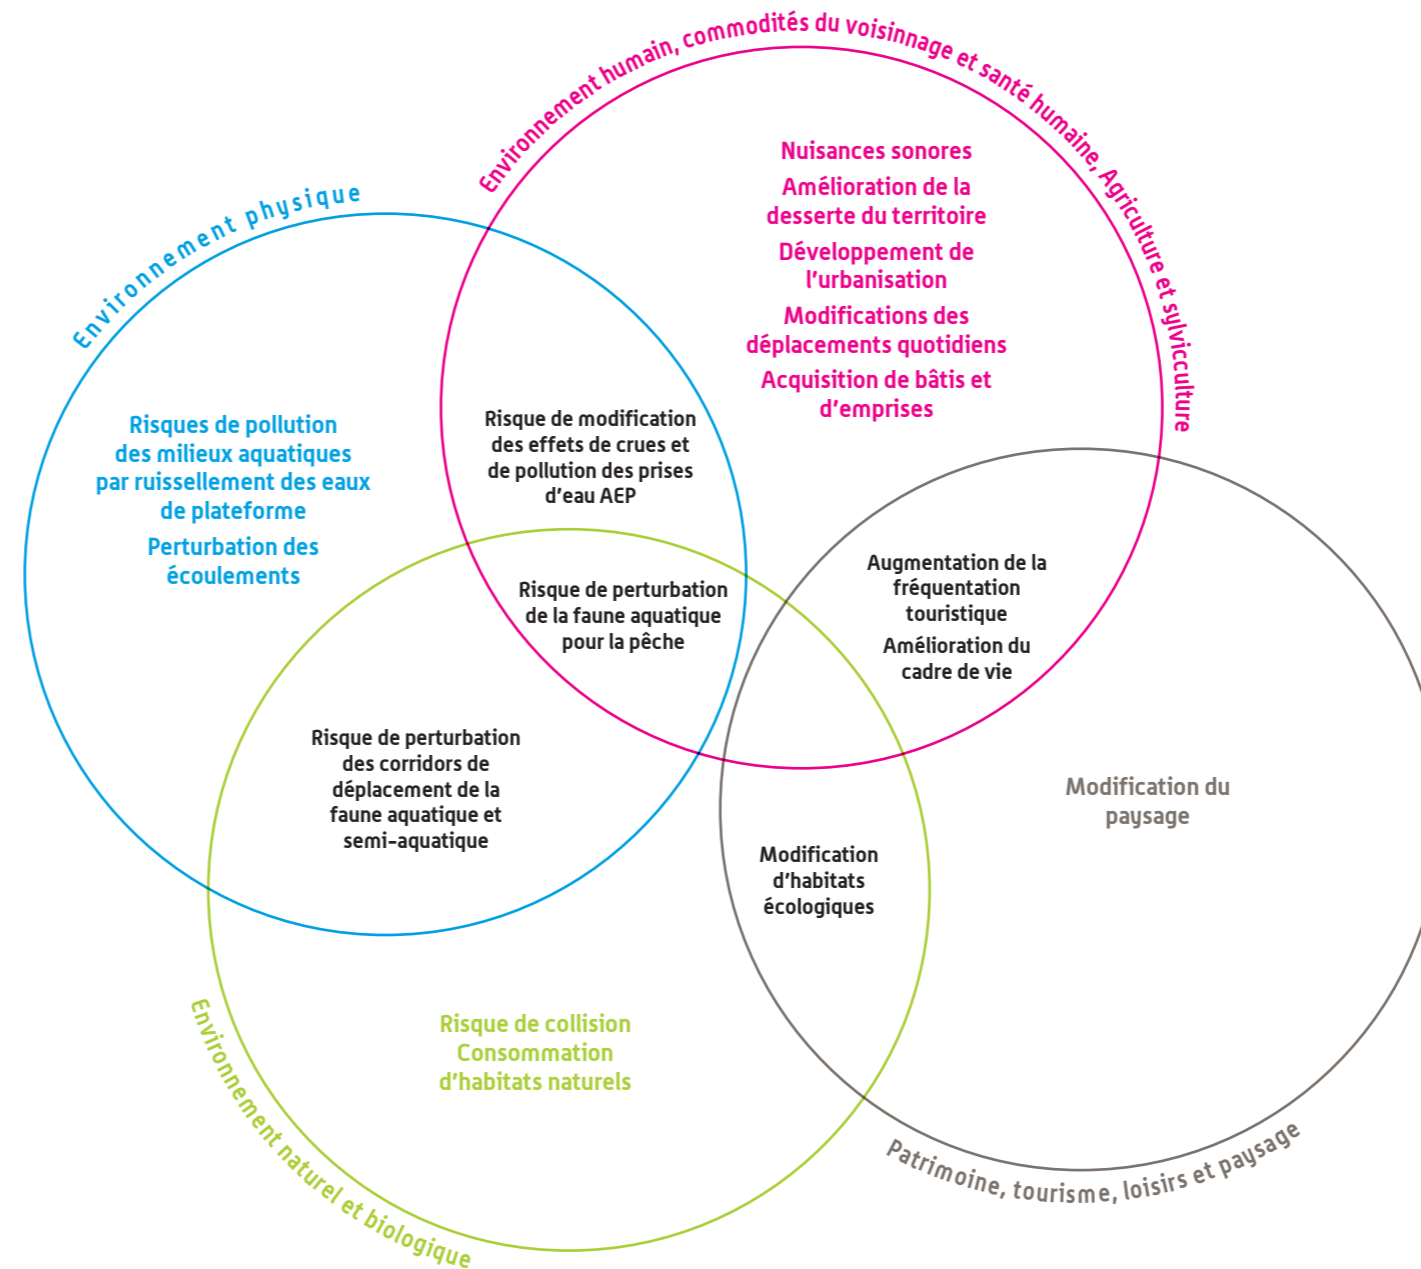 Environnement humain, commodités du voisinnage et santé humaine, Agriculture et sylvicculture
Nuisances sonores
Amélioration de la
desserte du territoire
Développement de
l'urbanisation
Modifications des
déplacements quotidiens
Acquisition de bâtis et
d'emprises
Environnement physique
Risques de pollution
des milieux aquatiques
par ruissellement des eaux
de plateforme
Perturbation des
écoulements
Risque de modification
des effets de crues et
de pollution des prises
d'eau AEP
Risque de perturbation
de la faune aquatique
pour la pêche
Augmentation de la
fréquentation
touristique
Amélioration du
cadre de vie
Risque de perturbation
des corridors de
déplacement de la
faune aquatique et
semi-aquatique
Modification du
paysage
Modification
d'habitats
écologiques
Risque de collision
Consommation
d'habitats naturels
Environnement naturel et biologique
Patrimoine, tourisme, loisirs et paysage